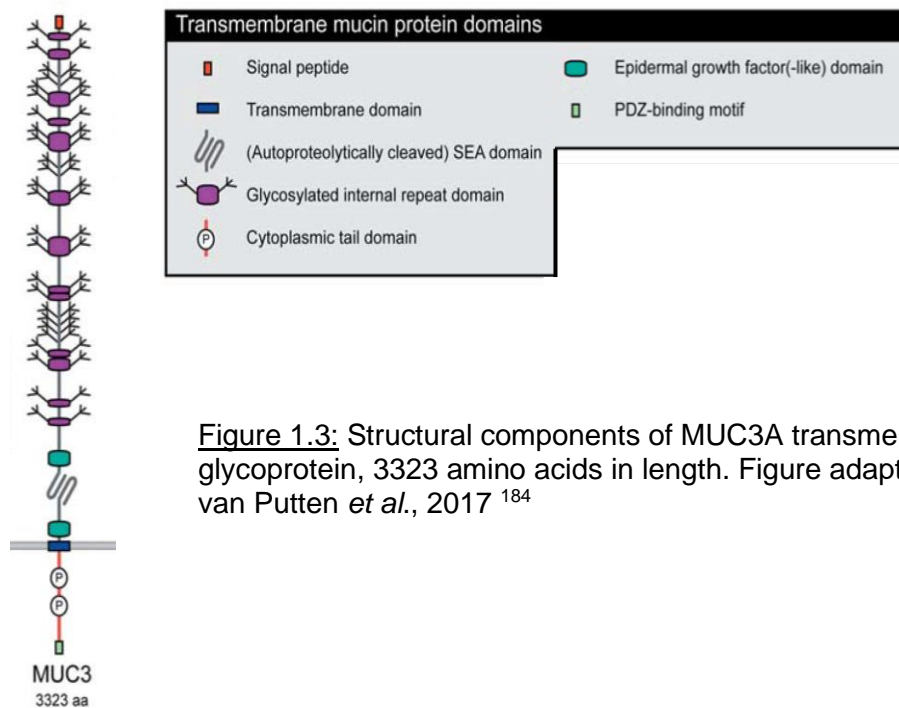 Transmembrane mucin protein domains
Signal peptide
Transmembrane domain
(Autoproteolytically cleaved) SEA domain
Glycosylated internal repeat domain
P Cytoplasmic tail domain
Epidermal growth factor(-like) domain
PDZ-binding motif
P
P
MUC3
3323 aa
Figure 1.3: Structural components of MUC3A
glycoprotein, 3323 amino acids in length. Figure
van Putten et al., 2017 184